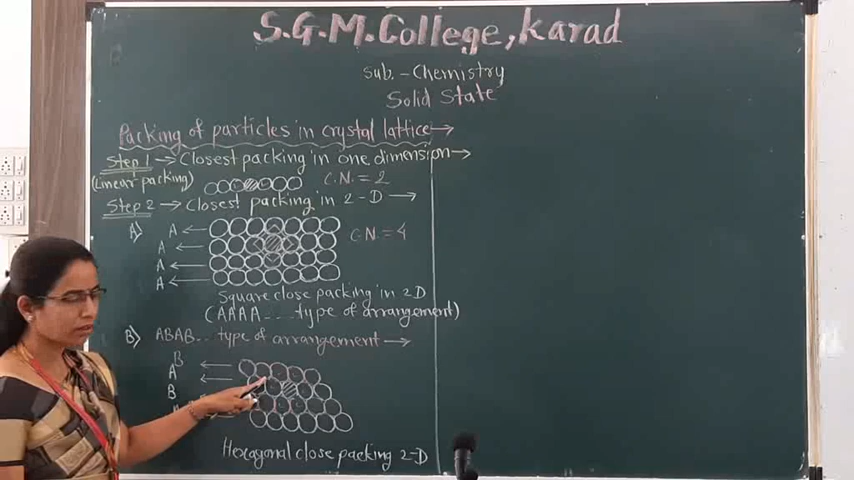 S.G.M.College, Karad
Sub. - Chemistry
Solid State
Packing of particles in crystal lattice →
Step 1 → Closest packing in one dimension →
(Linear packing) C.N. = 2
Step 2 → Closest packing in 2-D →
A) A ←
A ← C.N. = 4
A ←
A ←
Square close packing in 2D
(AAAA.... type of arrangement)
B) ABAB... type of arrangement →
B ←
A ←
B
Hexagonal close packing 2-D